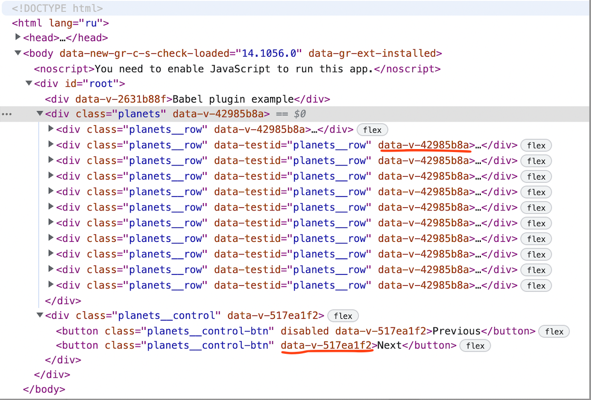 <!DOCTYPE html>
<html lang="ru">
<head>…</head>
<body data-new-gr-c-s-check-loaded="14.1056.0" data-gr-ext-installed>
<noscript>You need to enable JavaScript to run this app.</noscript>
<div id="root">
<div data-v-2631b88f>Babel plugin example</div>
<div class="planets" data-v-42985b8a> == $0
<div class="planets__row" data-v-42985b8a>…</div> flex
<div class="planets__row" data-testid="planets__row" data-v-42985b8a>…</div> flex
<div class="planets__row" data-testid="planets__row" data-v-42985b8a>…</div> flex
<div class="planets__row" data-testid="planets__row" data-v-42985b8a>…</div> flex
<div class="planets__row" data-testid="planets__row" data-v-42985b8a>…</div> flex
<div class="planets__row" data-testid="planets__row" data-v-42985b8a>…</div> flex
<div class="planets__row" data-testid="planets__row" data-v-42985b8a>…</div> flex
<div class="planets__row" data-testid="planets__row" data-v-42985b8a>…</div> flex
<div class="planets__row" data-testid="planets__row" data-v-42985b8a>…</div> flex
<div class="planets__row" data-testid="planets__row" data-v-42985b8a>…</div> flex
<div class="planets__row" data-testid="planets__row" data-v-42985b8a>…</div> flex
</div>
<div class="planets__control" data-v-517ea1f2> flex
<button class="planets__control-btn" disabled data-v-517ea1f2>Previous</button> flex
<button class="planets__control-btn" data-v-517ea1f2>Next</button> flex
</div>
</div>
</body>